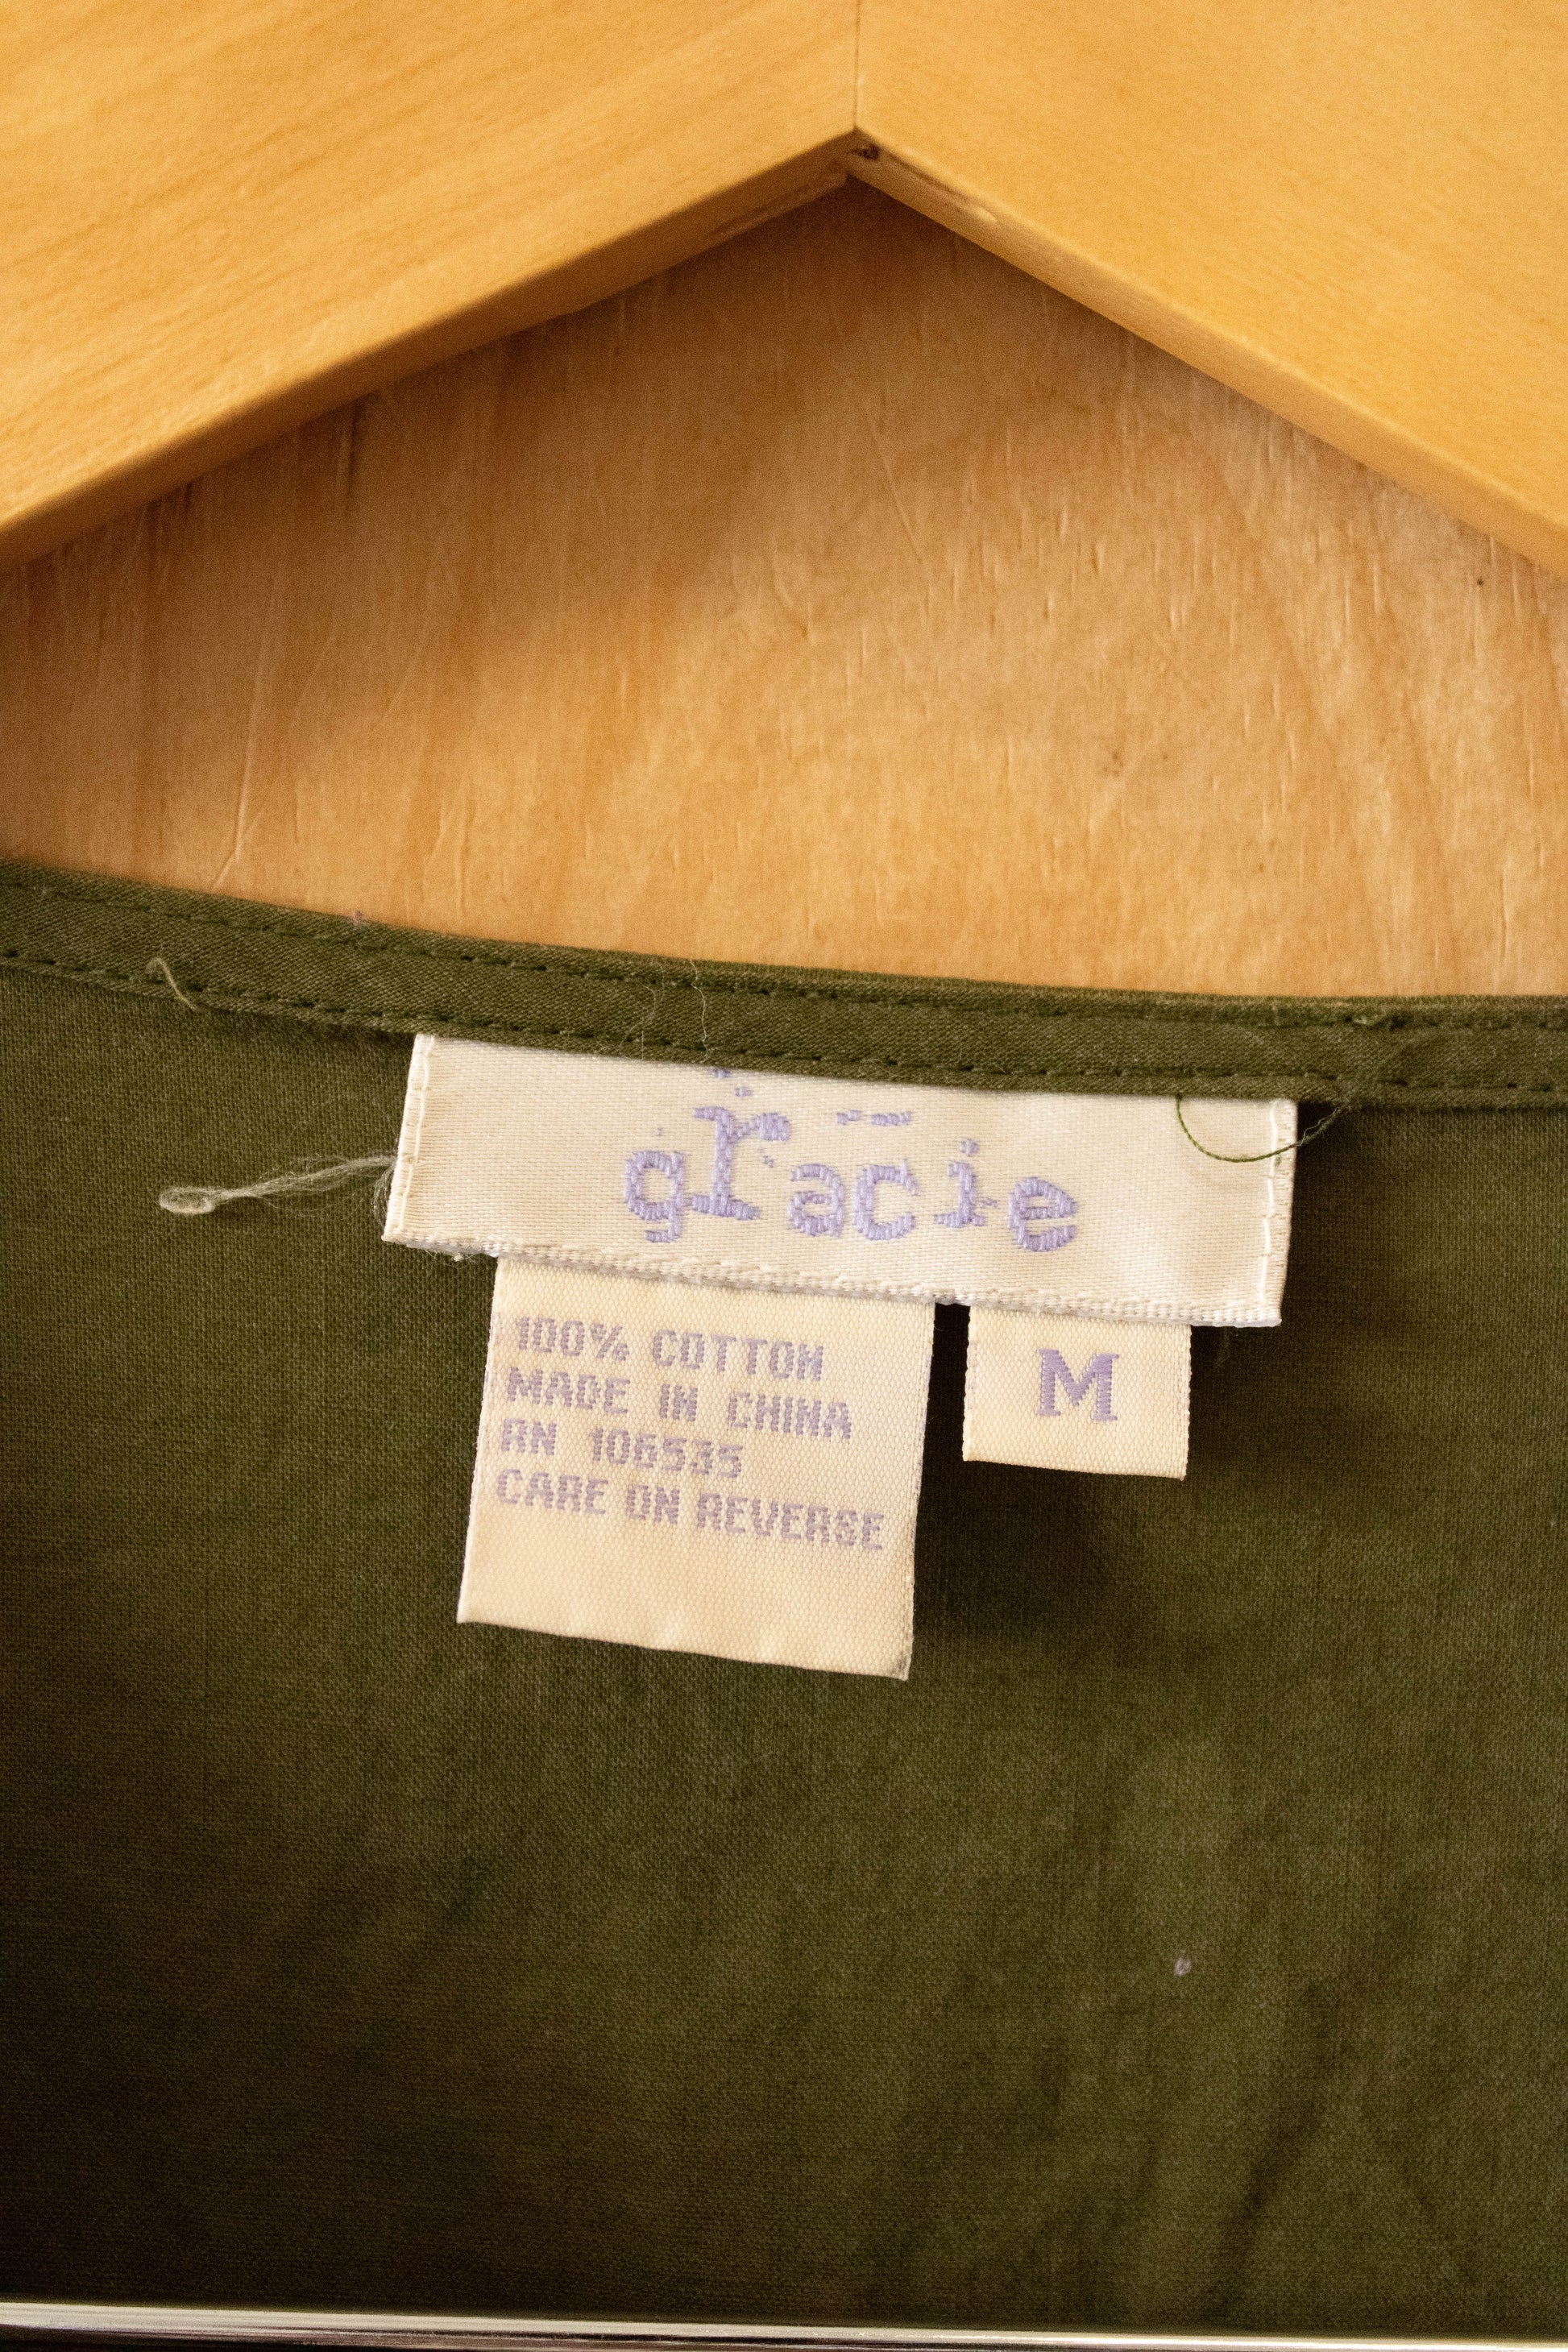 gracie
100% COTTON
MADE IN CHINA
RN 106535
CARE ON REVERSE
M